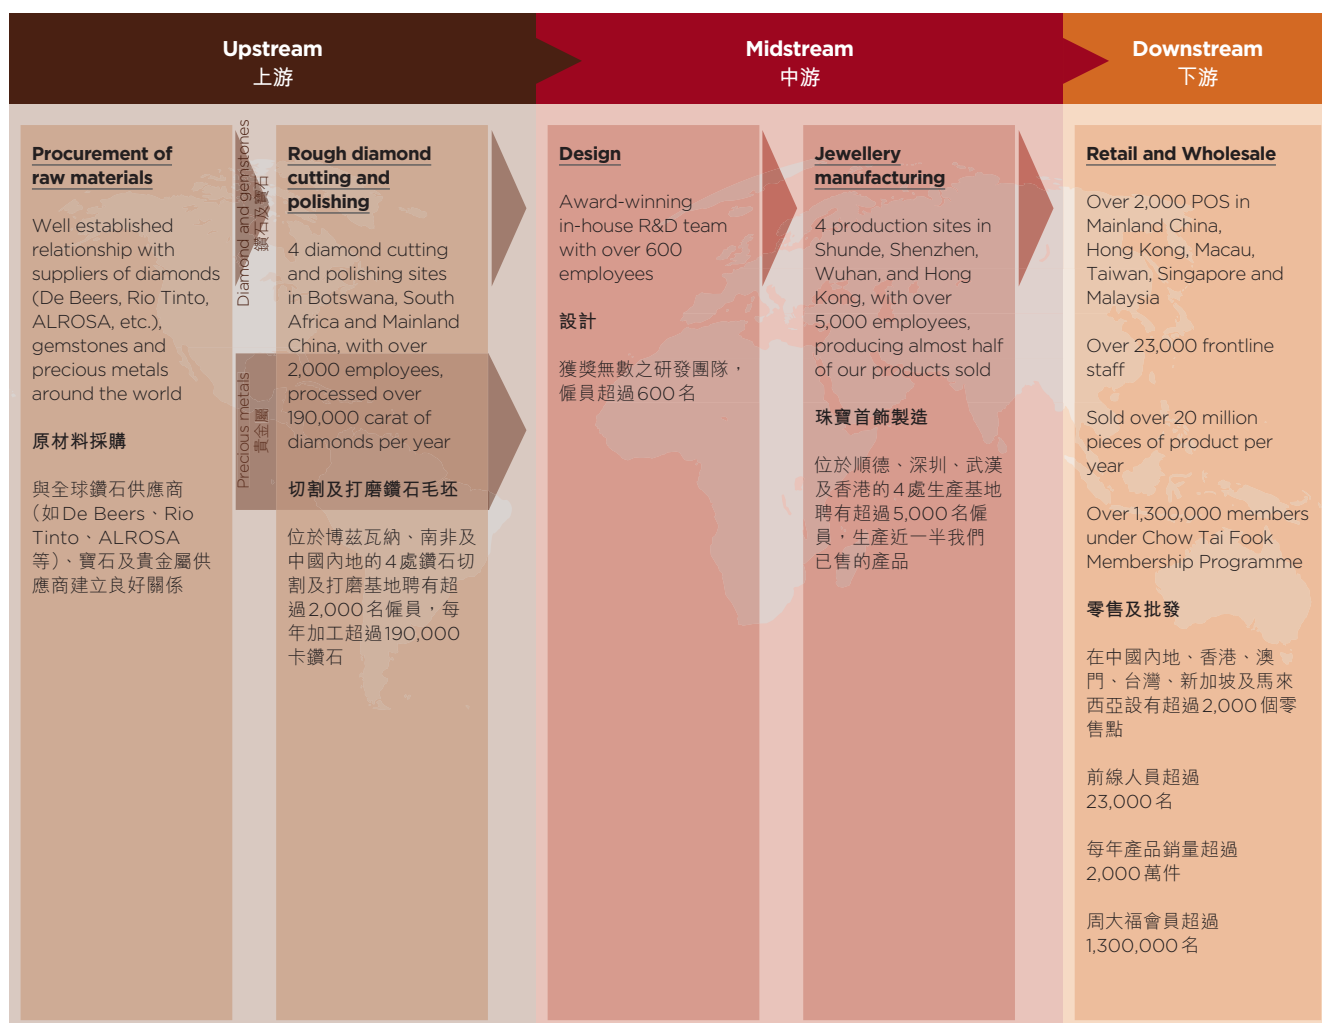 Upstream
上游
Midstream
中游
Downstream
下游
Procurement of
raw materials
Well established
relationship with
suppliers of diamonds
(De Beers, Rio Tinto,
ALROSA, etc.),
gemstones and
precious metals
around the world
原材料採購
與全球鑽石供應商
（如De Beers、Rio
Tinto、ALROSA
等）、寶石及貴金屬供
應商建立良好關係
Diamond and gemstones
鑽石及寶石
Precious metals
貴金屬
Rough diamond
cutting and
polishing
4 diamond cutting
and polishing sites
in Botswana, South
Africa and Mainland
China, with over
2,000 employees,
processed over
190,000 carat of
diamonds per year
切割及打磨鑽石毛坯
位於博茲瓦納、南非及
中國內地的4處鑽石切
割及打磨基地聘有超
過2,000名僱員，每
年加工超過190,000
卡鑽石
Design
Award-winning
in-house R&D team
with over 600
employees
設計
獲獎無數之研發團隊，
僱員超過600名
Jewellery
manufacturing
4 production sites in
Shunde, Shenzhen,
Wuhan, and Hong
Kong, with over
5,000 employees,
producing almost half
of our products sold
珠寶首飾製造
位於順德、深圳、武漢
及香港的4處生產基地
聘有超過5,000名僱
員，生產近一半我們
已售的產品
Retail and Wholesale
Over 2,000 POS in
Mainland China,
Hong Kong, Macau,
Taiwan, Singapore and
Malaysia
Over 23,000 frontline
staff
Sold over 20 million
pieces of product per
year
Over 1,300,000 members
under Chow Tai Fook
Membership Programme
零售及批發
在中國內地、香港、澳
門、台灣、新加坡及馬來
西亞設有超過2,000個零
售點
前線人員超過
23,000名
每年產品銷量超過
2,000萬件
周大福會員超過
1,300,000名